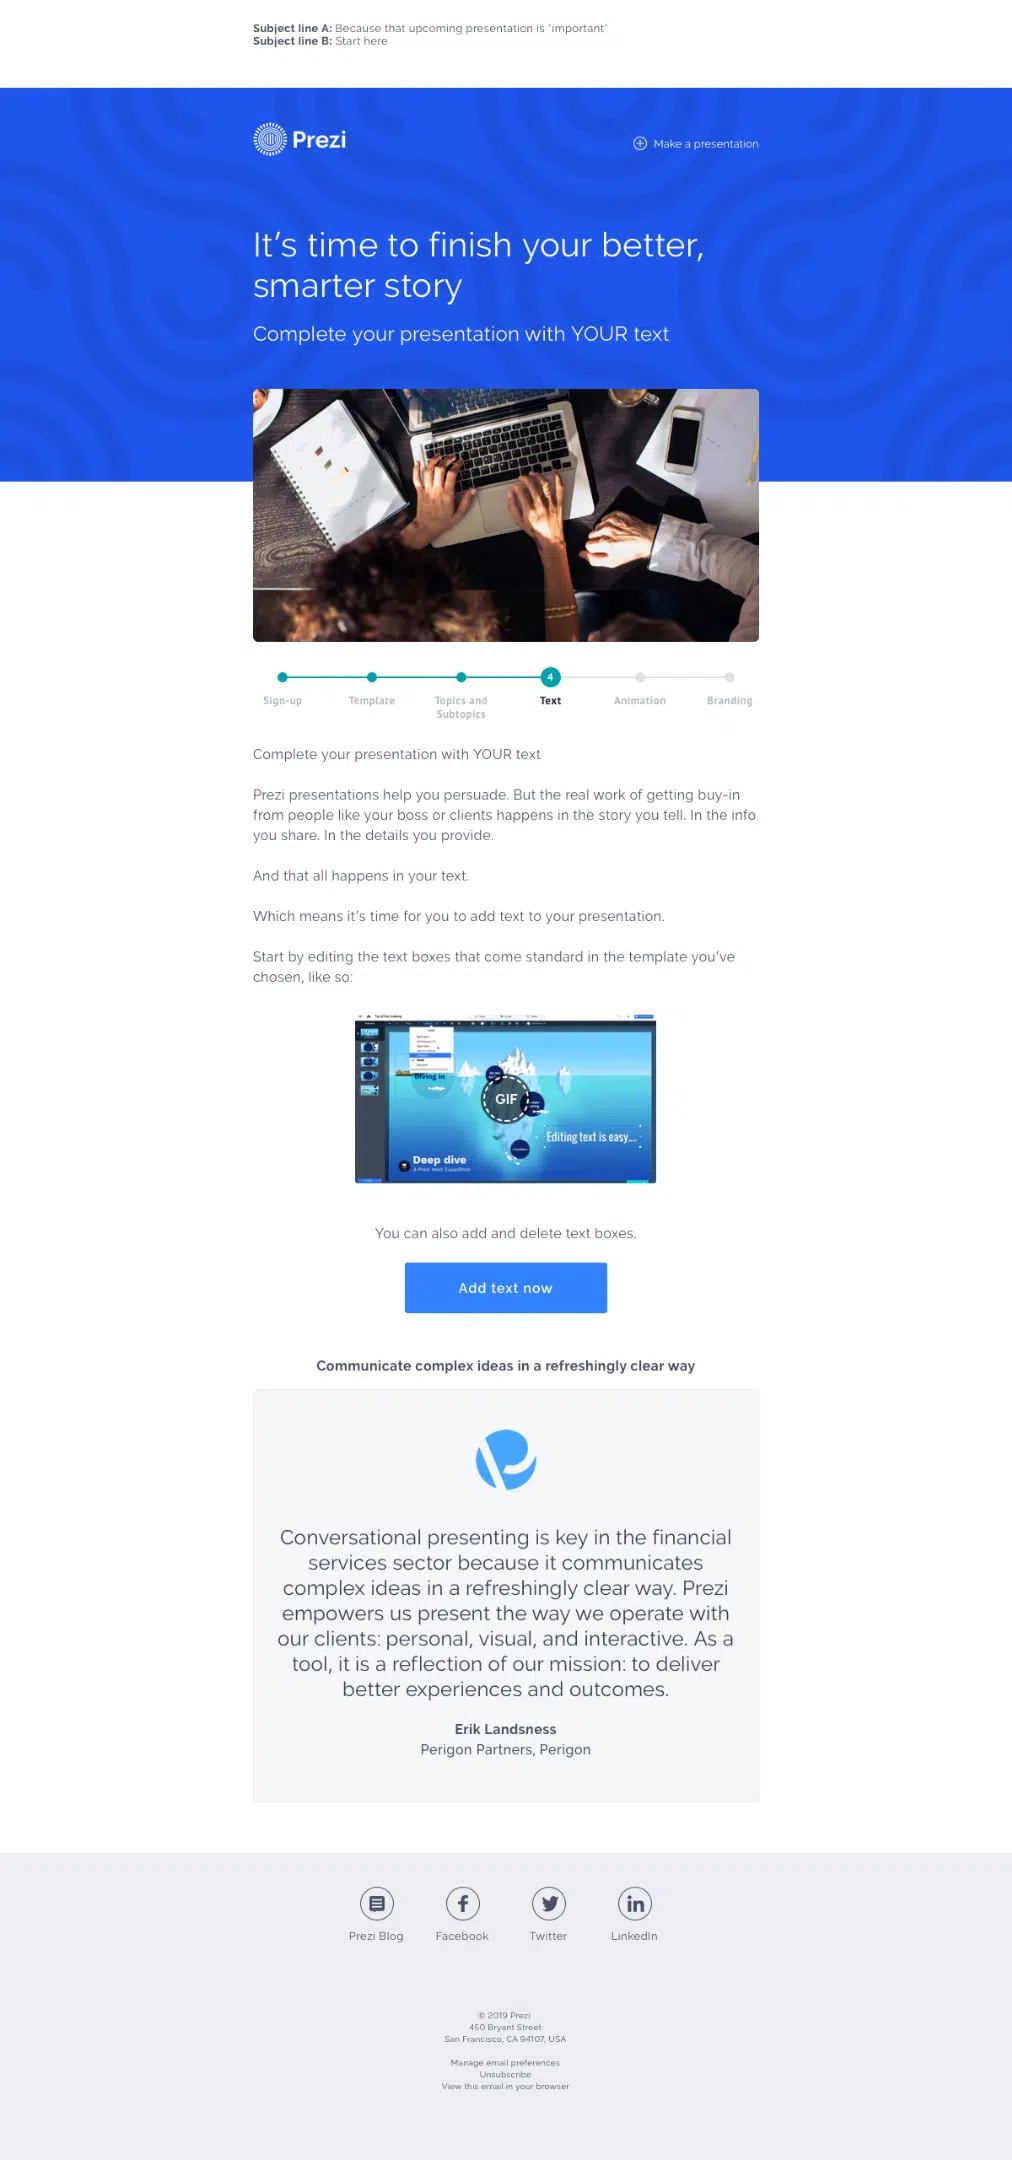 Subject line A: Because that upcoming presentation is *important*
Subject line B: Start here
Prezi
Make a presentation
It's time to finish your better,
smarter story
Complete your presentation with YOUR text
4
Sign-up
Template
Topics and
Subtopics
Text
Animation
Branding
Complete your presentation with YOUR text
Prezi presentations help you persuade. But the real work of getting buy-in
from people like your boss or clients happens in the story you tell. In the info
you share. In the details you provide.
And that all happens in your text.
Which means it's time for you to add text to your presentation.
Start by editing the text boxes that come standard in the template you've
chosen, like so:
Diving in
GIF
Editing text is easy....
Deep dive
A Prezi Next Expedition
You can also add and delete text boxes.
Add text now
Communicate complex ideas in a refreshingly clear way
Conversational presenting is key in the financial
services sector because it communicates
complex ideas in a refreshingly clear way. Prezi
empowers us present the way we operate with
our clients: personal, visual, and interactive. As a
tool, it is a reflection of our mission: to deliver
better experiences and outcomes.
Erik Landsness
Perigon Partners, Perigon
Prezi Blog
Facebook
Twitter
LinkedIn
© 2019 Prezi
450 Bryant Street
San Francisco, CA 94107, USA
Manage email preferences
Unsubscribe
View this email in your browser